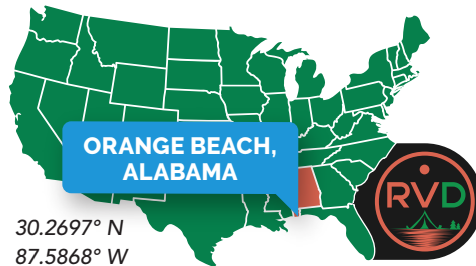 ORANGE BEACH,
ALABAMA
30.2697° N
87.5868° W
RVD